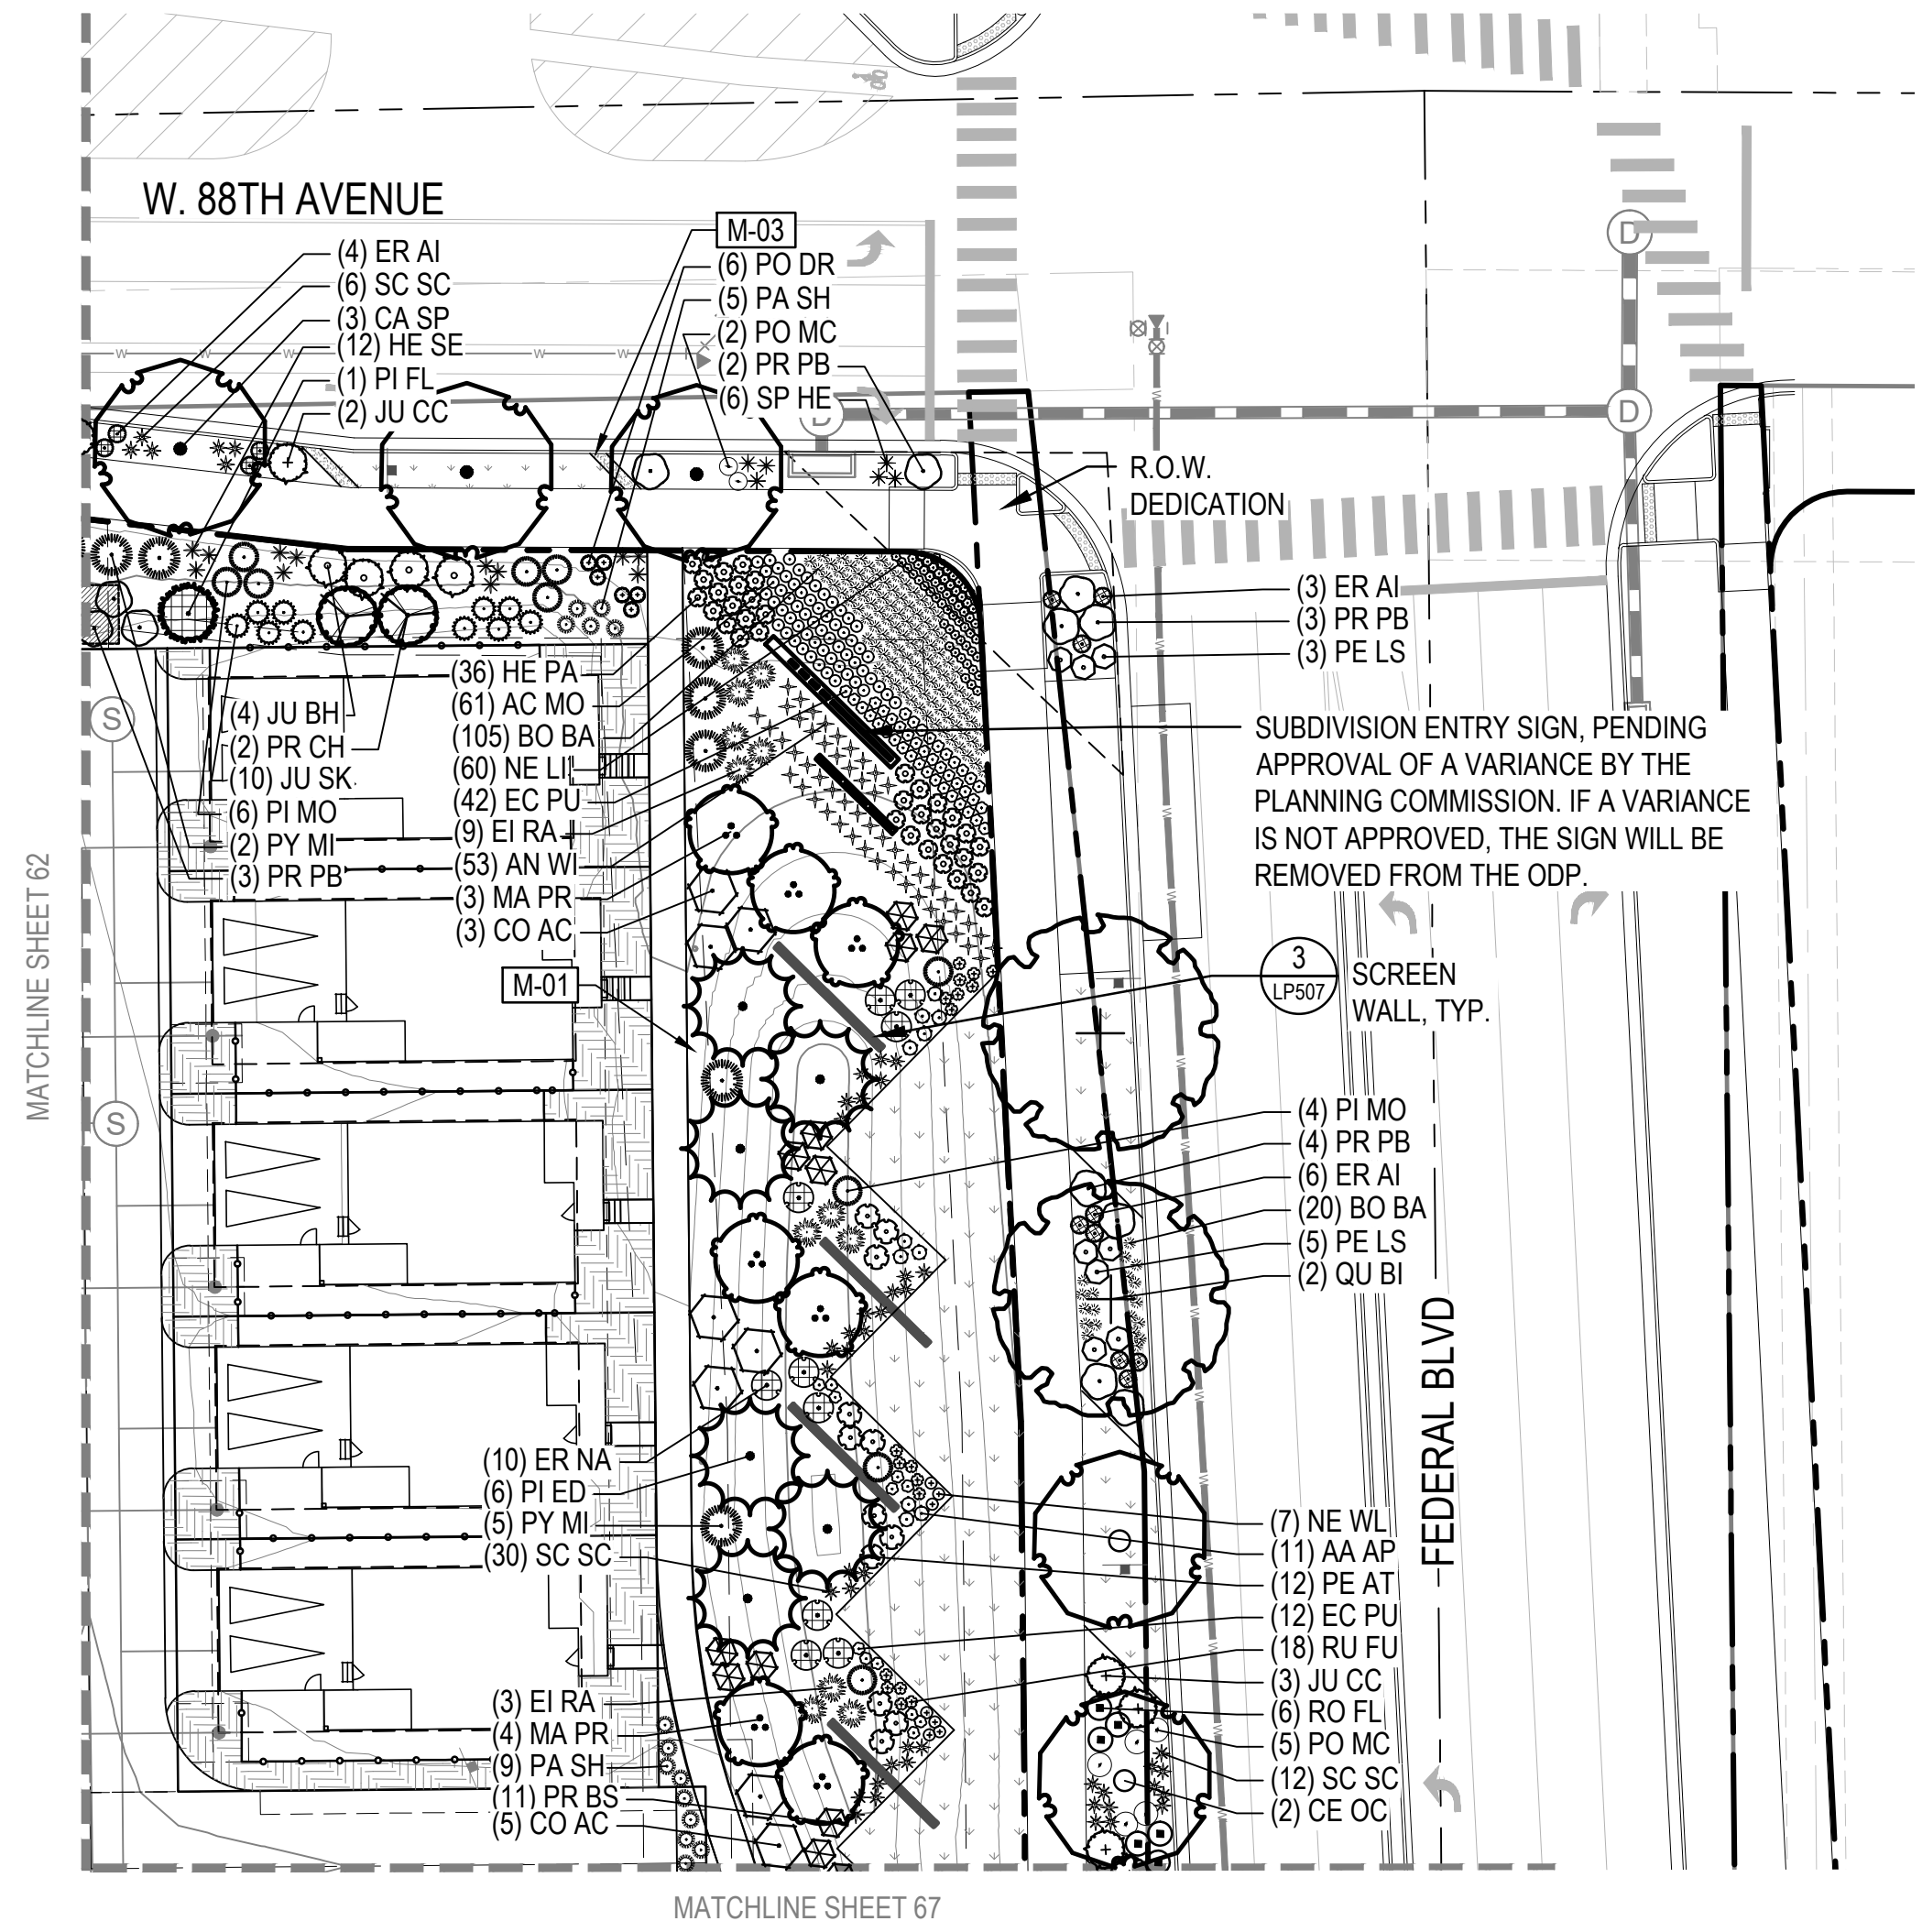 W. 88TH AVENUE
(4) ER AI
(6) SC SC
(3) CA SP
(12) HE SE
(1) PI FL
(2) JU CC
M-03
(6) PO DR
(5) PA SH
(2) PO MC
(2) PR PB
(6) SP HE
D
D
D
R.O.W.
DEDICATION
(3) ER AI
(3) PR PB
(3) PE LS
(36) HE PA
(61) AC MO
(105) BO BA
(60) NE LI
(42) EC PU
(9) EI RA
(53) AN WI
(3) MA PR
(3) CO AC
M-01
(4) JU BH
(2) PR CH
(10) JU SK
(6) PI MO
(2) PY MI
(3) PR PB
S
S
SUBDIVISION ENTRY SIGN, PENDING
APPROVAL OF A VARIANCE BY THE
PLANNING COMMISSION. IF A VARIANCE
IS NOT APPROVED, THE SIGN WILL BE
REMOVED FROM THE ODP.
3
LP507
SCREEN
WALL, TYP.
(4) PI MO
(4) PR PB
(6) ER AI
(20) BO BA
(5) PE LS
(2) QU BI
FEDERAL BLVD
(10) ER NA
(6) PI ED
(5) PY MI
(30) SC SC
(7) NE WL
(11) AA AP
(12) PE AT
(12) EC PU
(18) RU FU
(3) JU CC
(6) RO FL
(5) PO MC
(12) SC SC
(2) CE OC
(3) EI RA
(4) MA PR
(9) PA SH
(11) PR BS
(5) CO AC
MATCHLINE SHEET 62
MATCHLINE SHEET 67